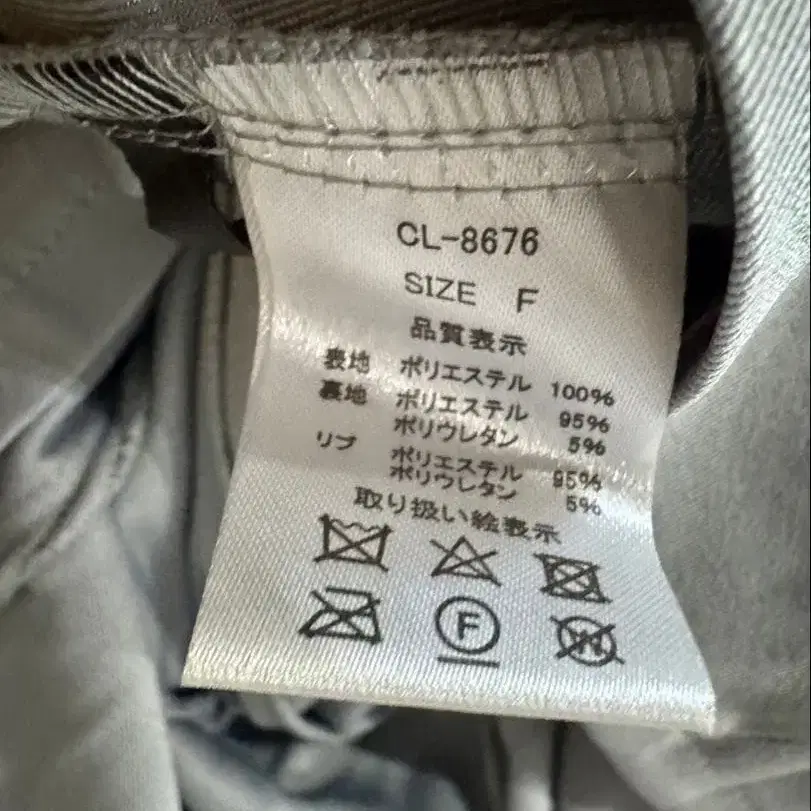 CL-8676
SIZE F
品質表示
表地 ポリエステル 100%
裏地 ポリエステル 95%
ポリウレタン 5%
リブ ポリエステル 95%
ポリウレタン 5%
取り扱い絵表示
F
W